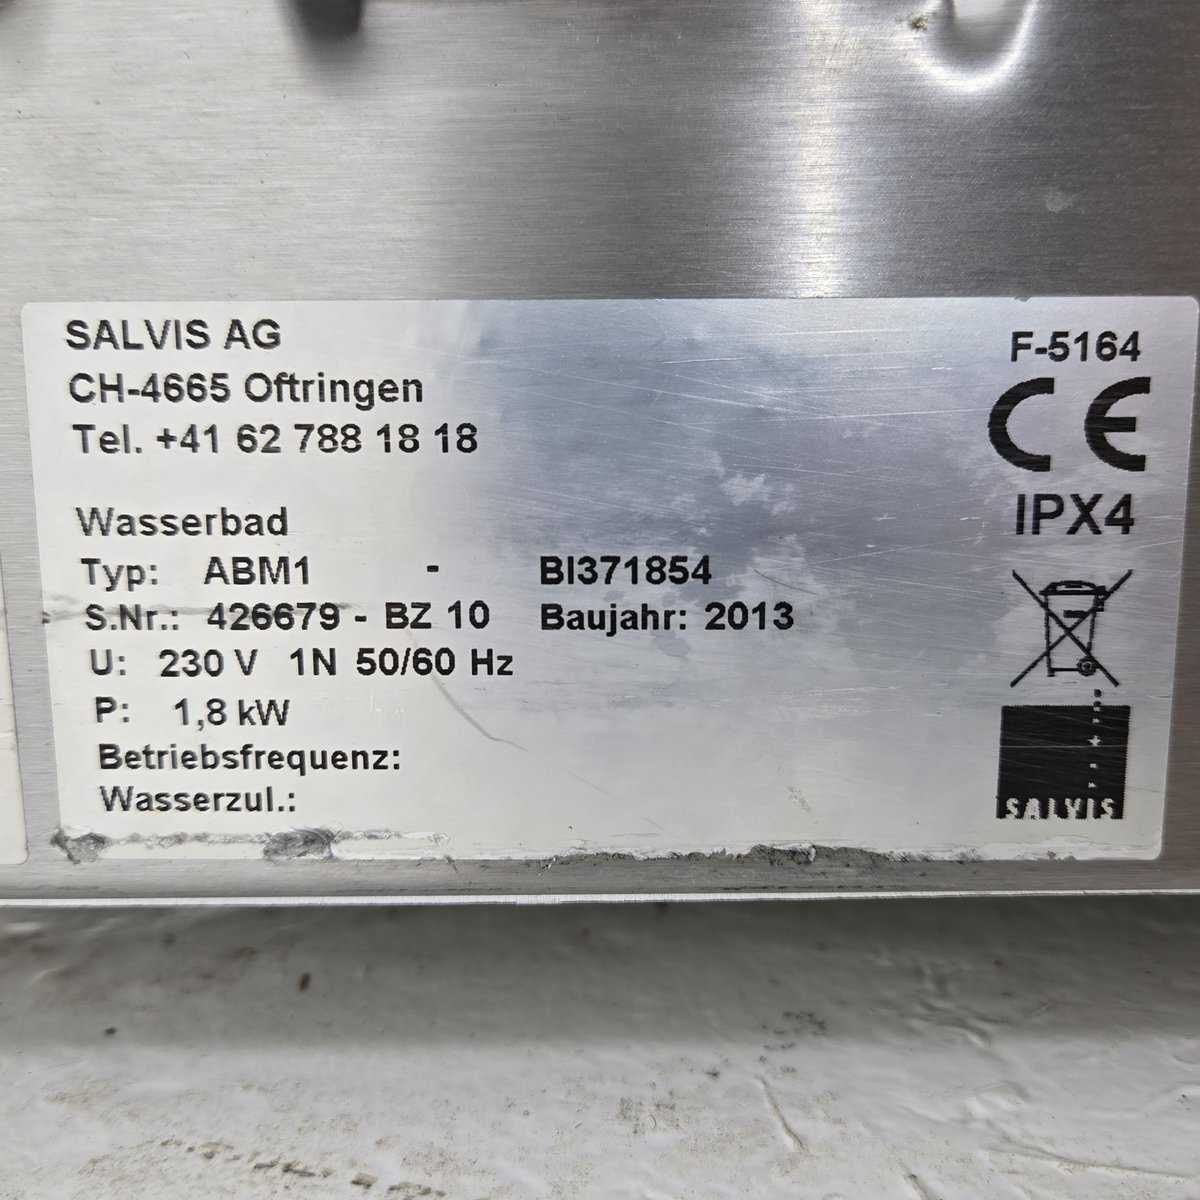 SALVIS AG
CH-4665 Oftringen
Tel. +41 62 788 18 18
F-5164
CE
IPX4
Wasserbad
Typ: ABM1 - BI371854
S.Nr.: 426679 - BZ 10 Baujahr: 2013
U: 230 V 1N 50/60 Hz
P: 1,8 kW
Betriebsfrequenz:
Wasserzul.:
SALVIS